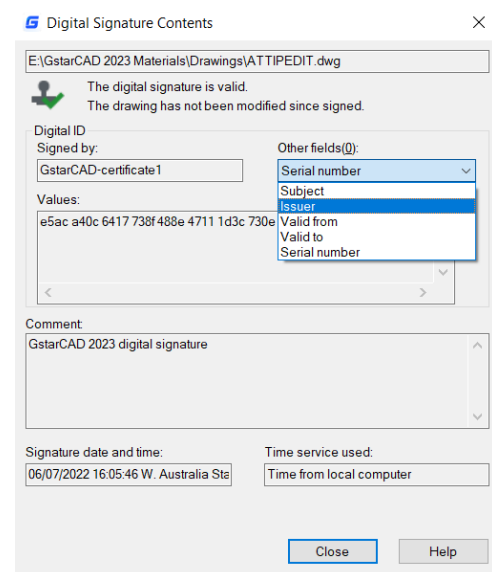 Digital Signature Contents
E:\GstarCAD 2023 Materials\Drawings\ATTIPEDIT.dwg
The digital signature is valid.
The drawing has not been modified since signed.
Digital ID
Signed by:
Other fields(0):
GstarCAD-certificate1
Serial number
Subject
Issuer
Valid from
Valid to
Serial number
Values:
e5ac a40c 6417 738f 488e 4711 1d3c 730e
Comment:
GstarCAD 2023 digital signature
Signature date and time:
Time service used:
06/07/2022 16:05:46 W. Australia Sta
Time from local computer
Close
Help